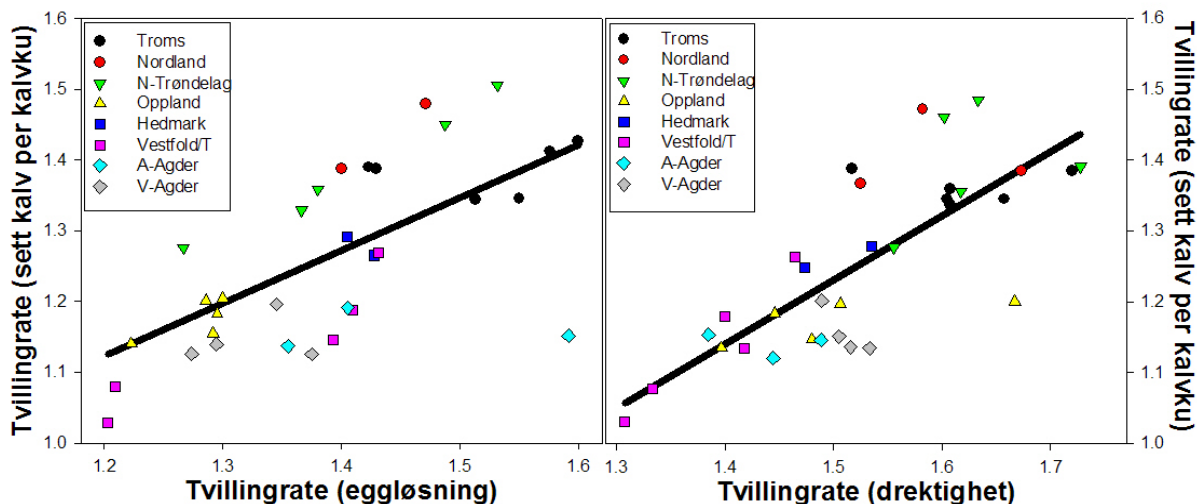 Tvillingrate (sett kalv per kalvku)
1.6
1.5
1.4
1.3
1.2
1.1
1.0
Troms
Nordland
N-Trøndelag
Oppland
Hedmark
Vestfold/T
A-Agder
V-Agder
1.2 1.3 1.4 1.5 1.6
Tvillingrate (eggløsning)
Troms
Nordland
N-Trøndelag
Oppland
Hedmark
Vestfold/T
A-Agder
V-Agder
1.3 1.4 1.5 1.6 1.7
Tvillingrate (drektighet)
1.6
1.5
1.4
1.3
1.2
1.1
1.0
Tvillingrate (sett kalv per kalvku)